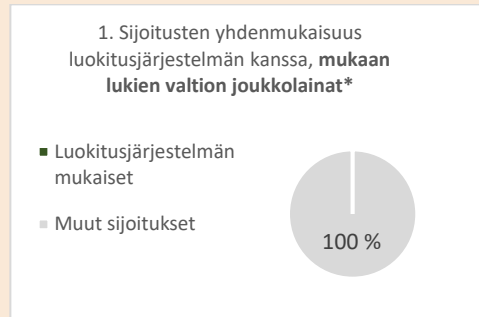 1. Sijoitusten yhdenmukaisuus
luokitusjärjestelmän kanssa, mukaan
lukien valtion joukkolainat*
Luokitusjärjestelmän
mukaiset
Muut sijoitukset
100 %